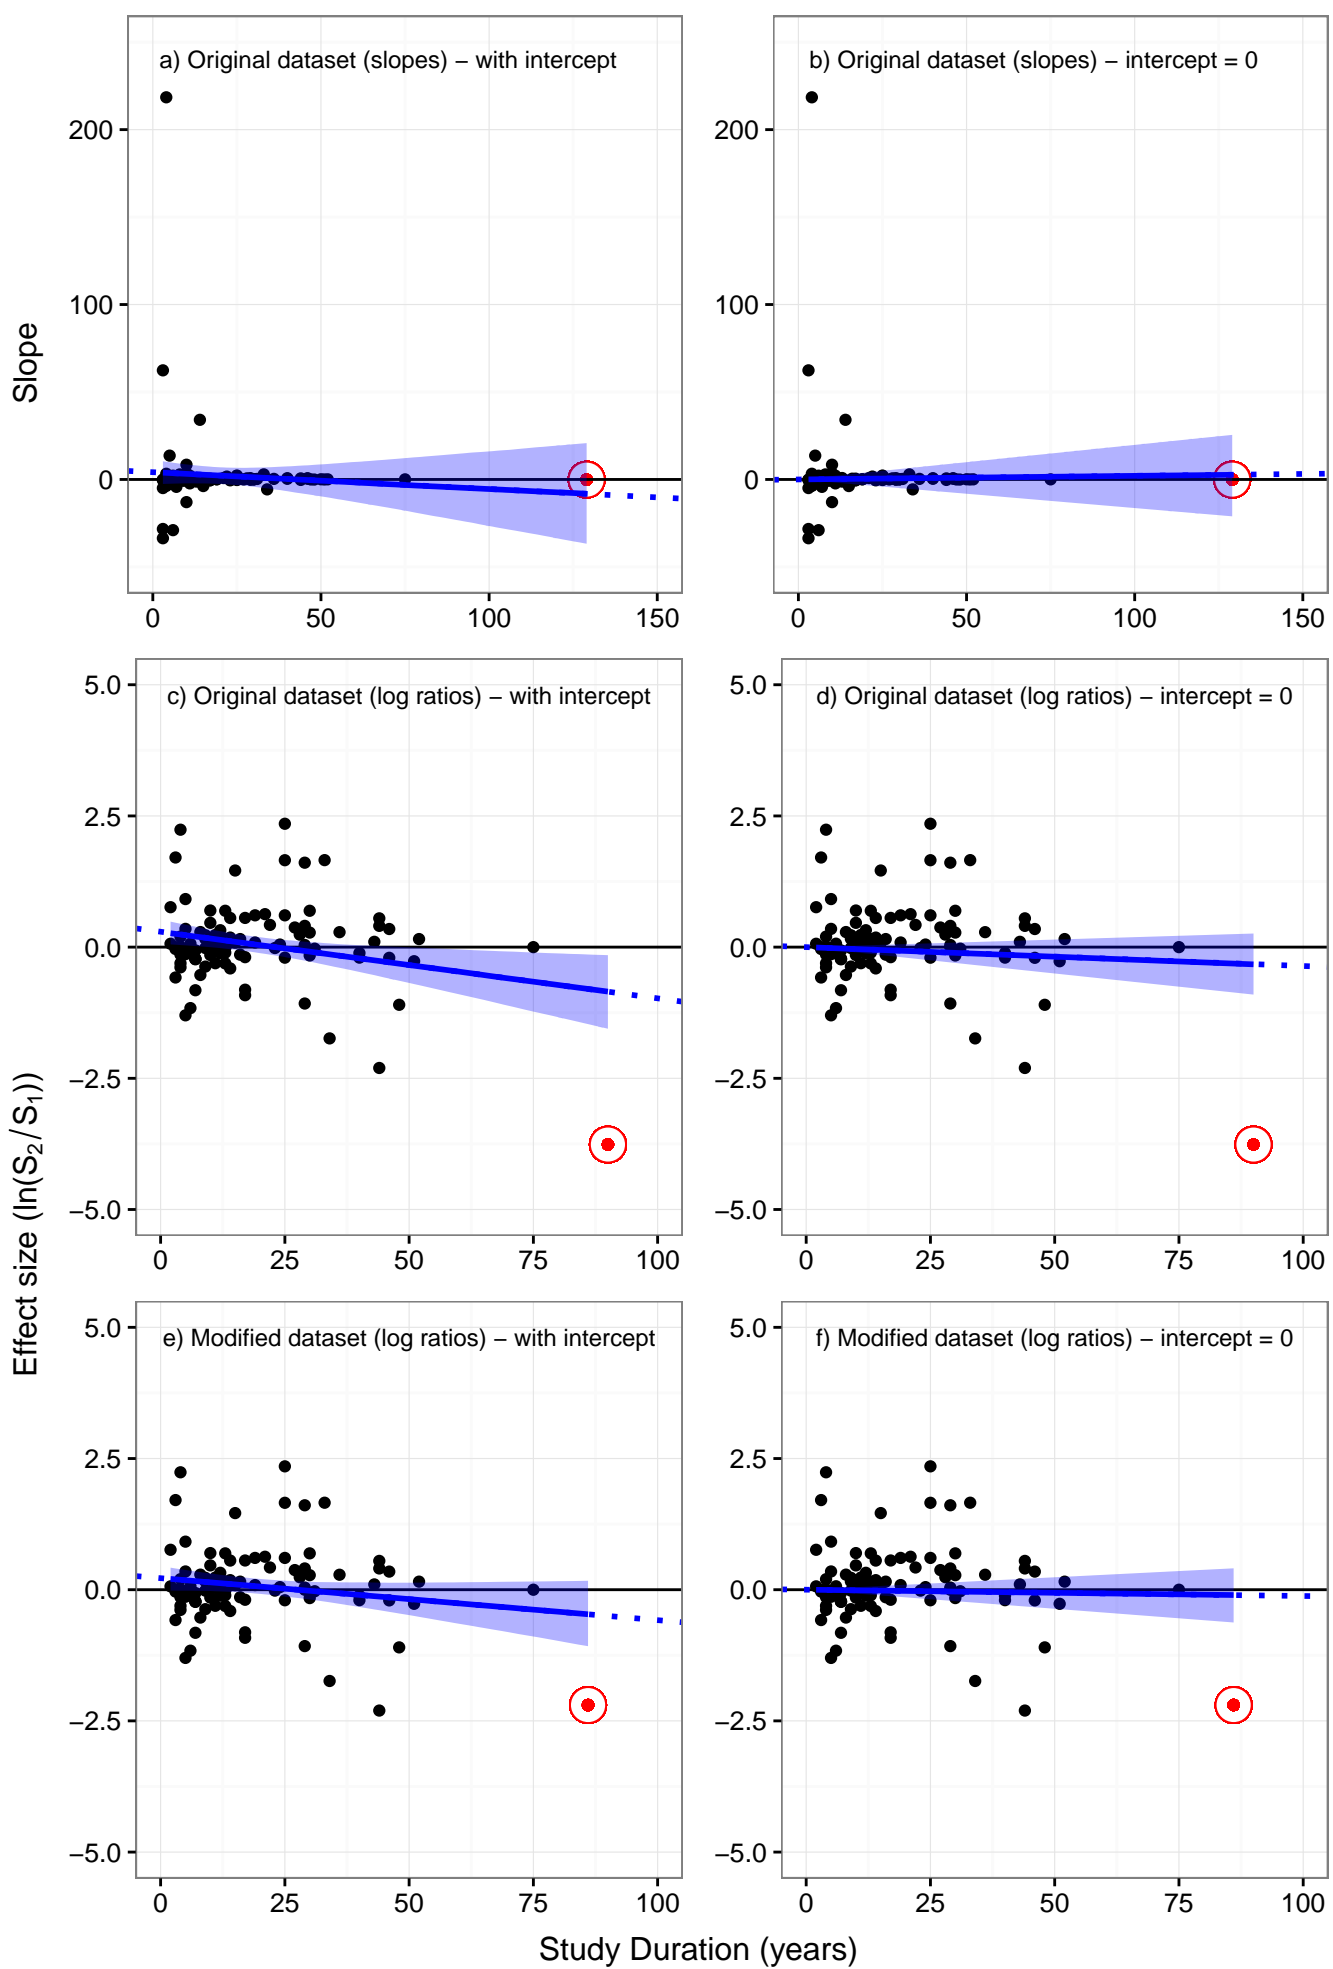 a) Original dataset (slopes) – with intercept
b) Original dataset (slopes) – intercept = 0
Slope
200
100
0
200
100
0
0 50 100 150
0 50 100 150
c) Original dataset (log ratios) – with intercept
d) Original dataset (log ratios) – intercept = 0
Effect size (ln(S₂/S₁))
5.0
2.5
0.0
−2.5
−5.0
5.0
2.5
0.0
−2.5
−5.0
0 25 50 75 100
0 25 50 75 100
e) Modified dataset (log ratios) – with intercept
f) Modified dataset (log ratios) – intercept = 0
5.0
2.5
0.0
−2.5
−5.0
5.0
2.5
0.0
−2.5
−5.0
0 25 50 75 100
0 25 50 75 100
Study Duration (years)